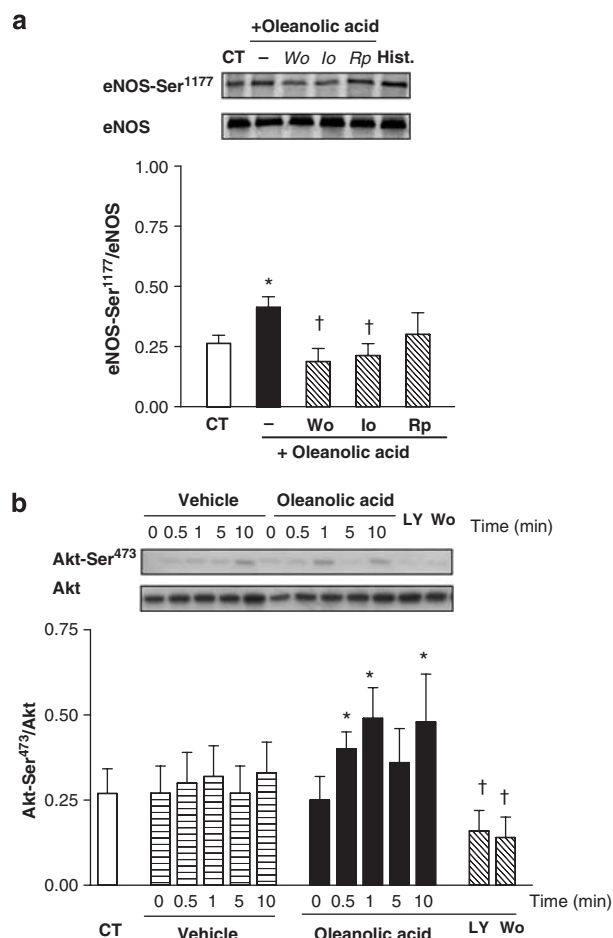 a
+Oleanolic acid
CT – Wo Io Rp Hist.
eNOS-Ser¹¹⁷⁷
eNOS
1.00
0.75
0.50
0.25
0.00
eNOS-Ser¹¹⁷⁷/eNOS
* † †
CT – Wo Io Rp
+ Oleanolic acid
b
Vehicle Oleanolic acid
0 0.5 1 5 10 0 0.5 1 5 10 LY Wo Time (min)
Akt-Ser⁴⁷³
Akt
0.75
0.50
0.25
0.00
Akt-Ser⁴⁷³/Akt
* * * † †
0 0.5 1 5 10 0 0.5 1 5 10 Time (min)
CT Vehicle Oleanolic acid LY Wo